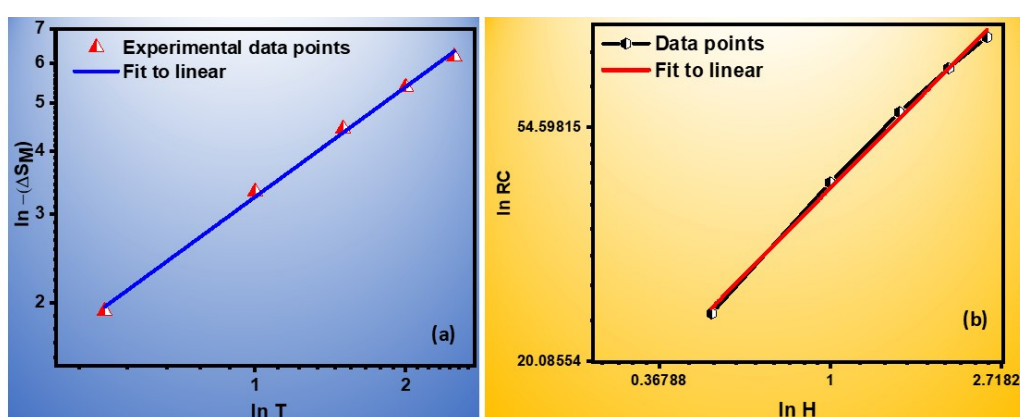 7
6
5
4
3
2
1
2
Experimental data points
Fit to linear
ln −(ΔSM)
ln T
(a)
54.59815
20.08554
0.36788
1
2.7182
Data points
Fit to linear
ln RC
ln H
(b)